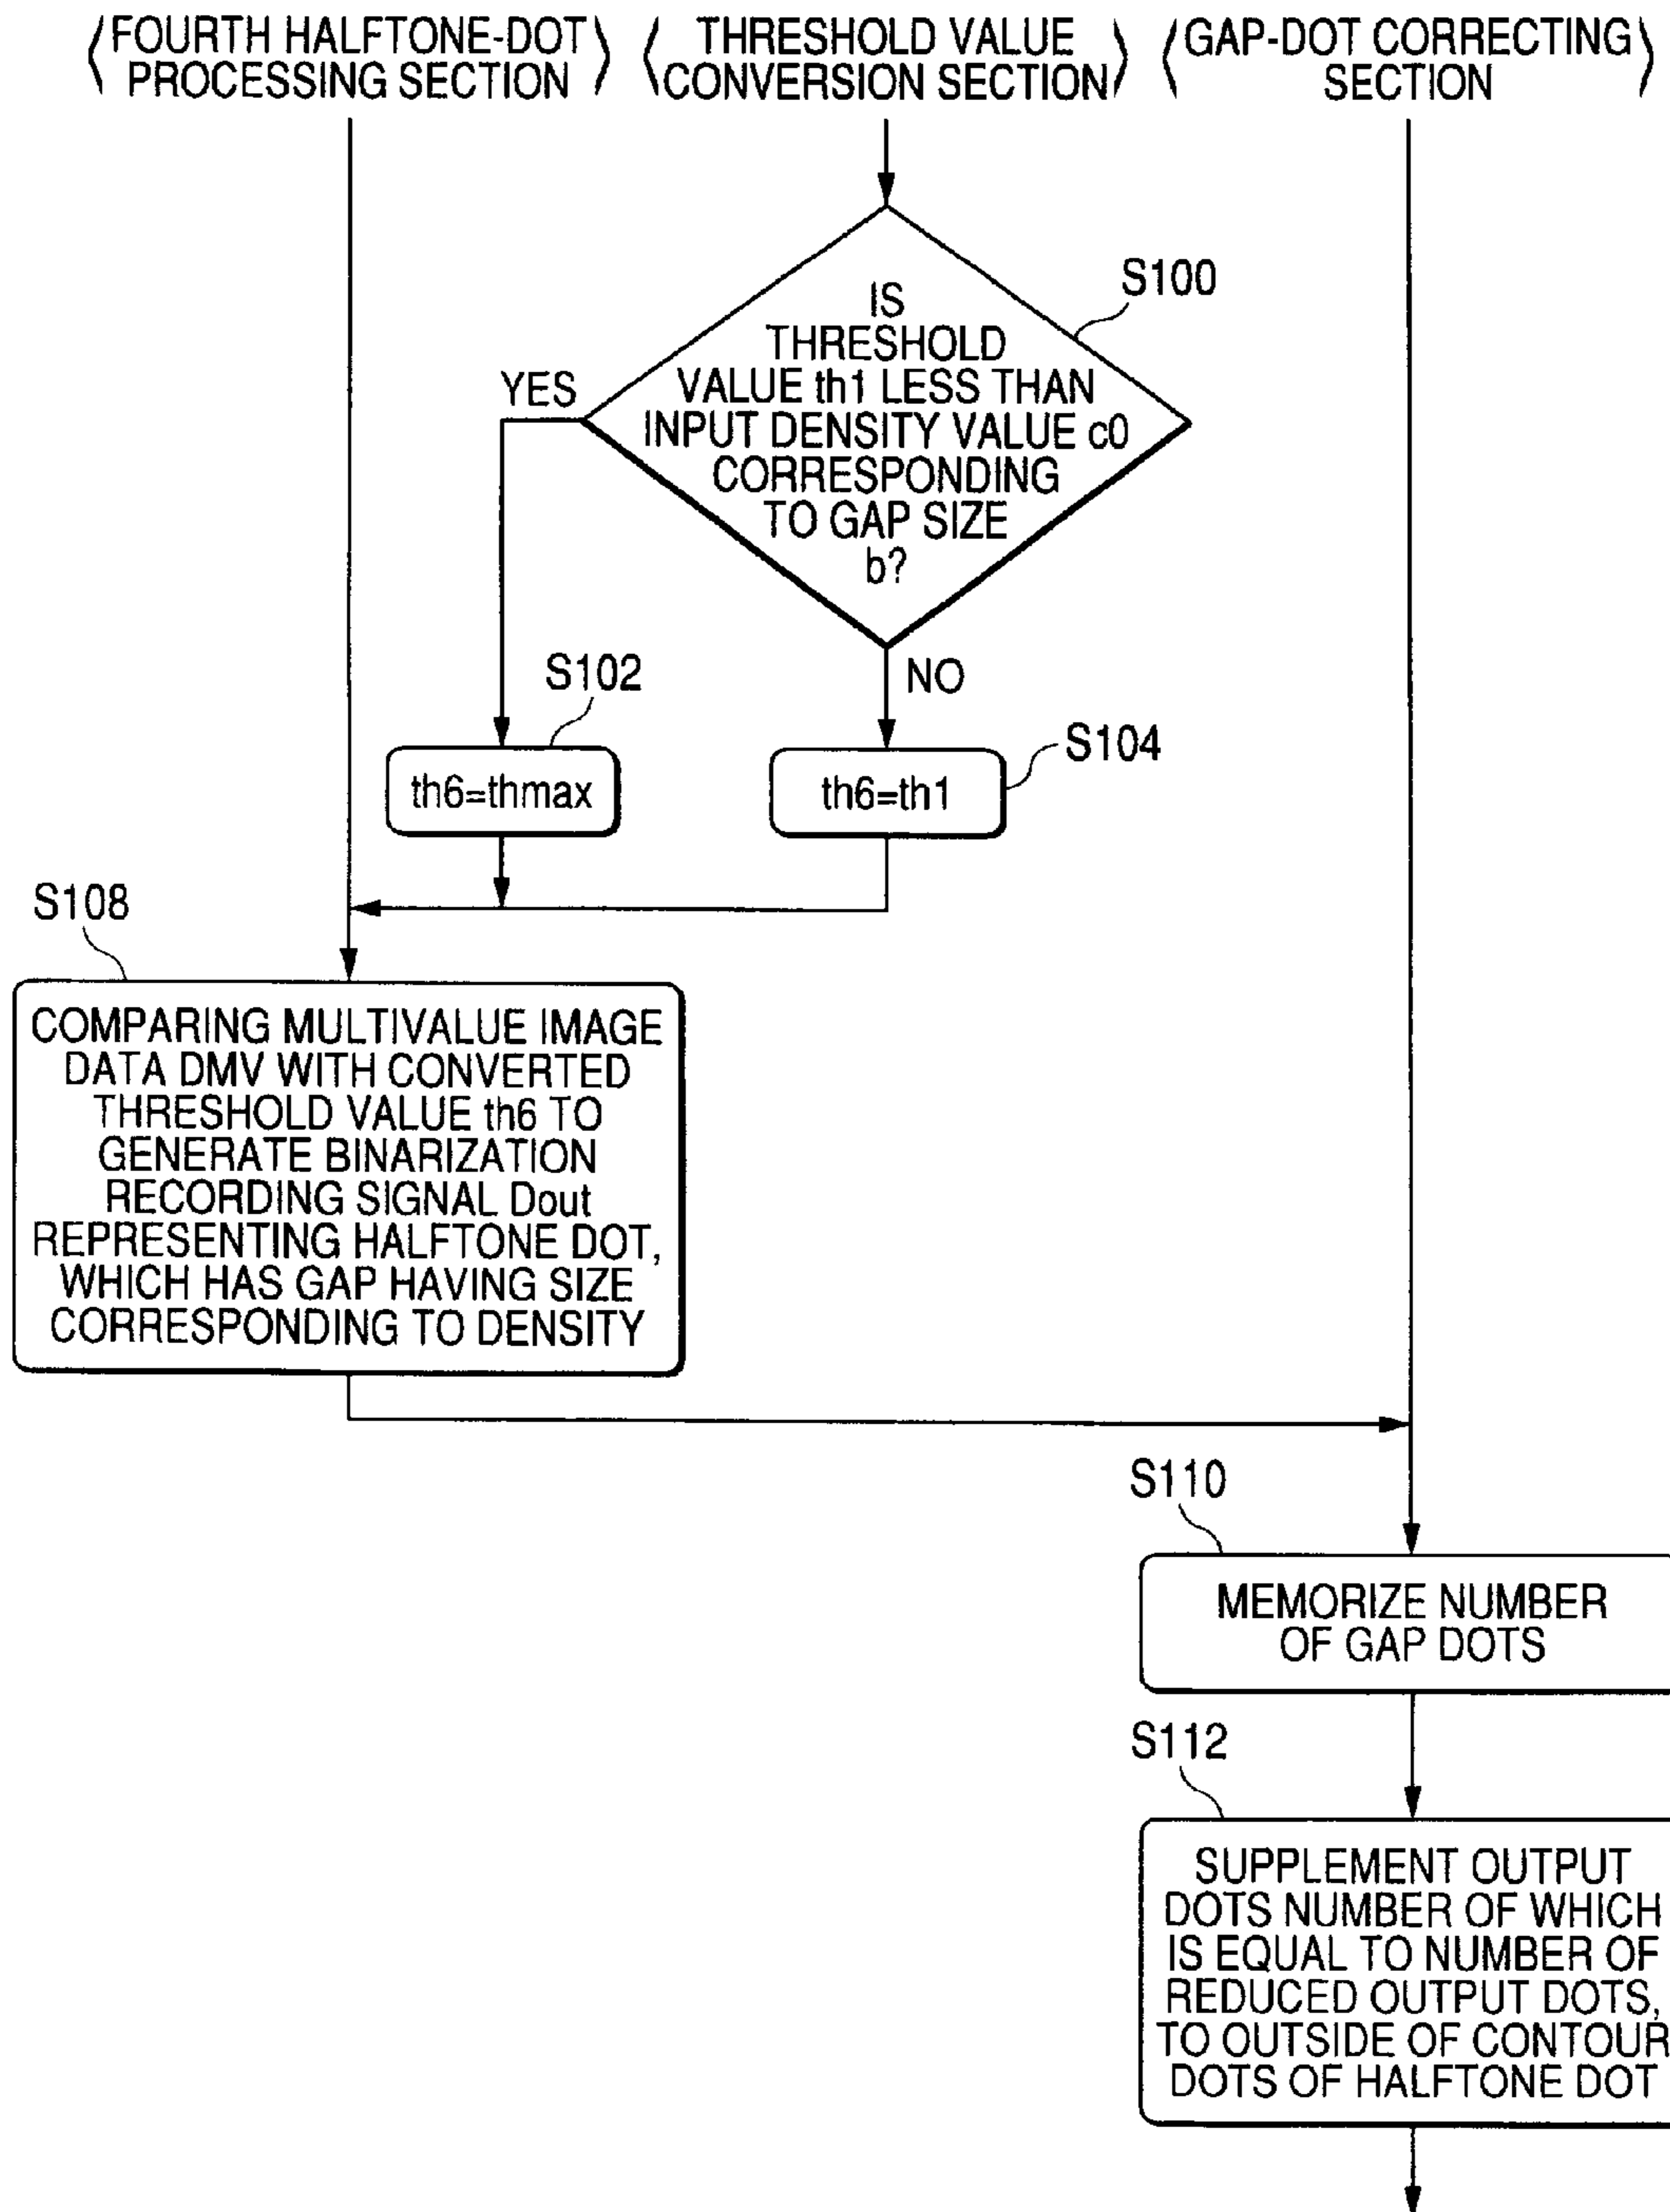 FOURTH HALFTONE-DOT
PROCESSING SECTION
THRESHOLD VALUE
CONVERSION SECTION
GAP-DOT CORRECTING
SECTION
S100
IS
THRESHOLD
VALUE th1 LESS THAN
INPUT DENSITY VALUE c0
CORRESPONDING
TO GAP SIZE
b?
YES
NO
S102
th6=thmax
S104
th6=th1
S108
COMPARING MULTIVALUE IMAGE
DATA DMV WITH CONVERTED
THRESHOLD VALUE th6 TO
GENERATE BINARIZATION
RECORDING SIGNAL Dout
REPRESENTING HALFTONE DOT,
WHICH HAS GAP HAVING SIZE
CORRESPONDING TO DENSITY
S110
MEMORIZE NUMBER
OF GAP DOTS
S112
SUPPLEMENT OUTPUT
DOTS NUMBER OF WHICH
IS EQUAL TO NUMBER OF
REDUCED OUTPUT DOTS,
TO OUTSIDE OF CONTOUR
DOTS OF HALFTONE DOT